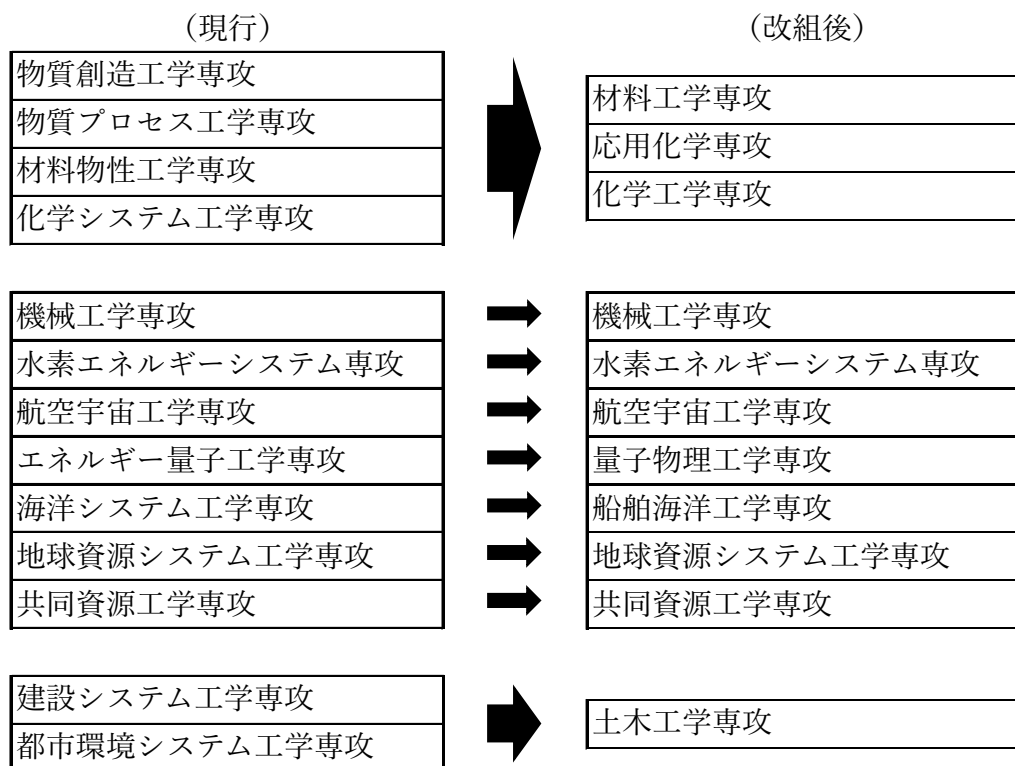 （現行） （改組後）
物質創造工学専攻
物質プロセス工学専攻
材料物性工学専攻
化学システム工学専攻
材料工学専攻
応用化学専攻
化学工学専攻
機械工学専攻 機械工学専攻
水素エネルギーシステム専攻 水素エネルギーシステム専攻
航空宇宙工学専攻 航空宇宙工学専攻
エネルギー量子工学専攻 量子物理工学専攻
海洋システム工学専攻 船舶海洋工学専攻
地球資源システム工学専攻 地球資源システム工学専攻
共同資源工学専攻 共同資源工学専攻
建設システム工学専攻
都市環境システム工学専攻
土木工学専攻